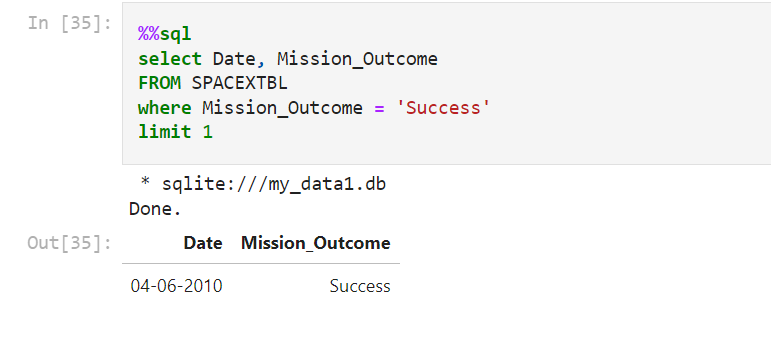 In [35]:
%%sql
select Date, Mission_Outcome
FROM SPACEXTBL
where Mission_Outcome = 'Success'
limit 1
* sqlite:///my_data1.db
Done.
Out[35]:
Date Mission_Outcome
04-06-2010 Success